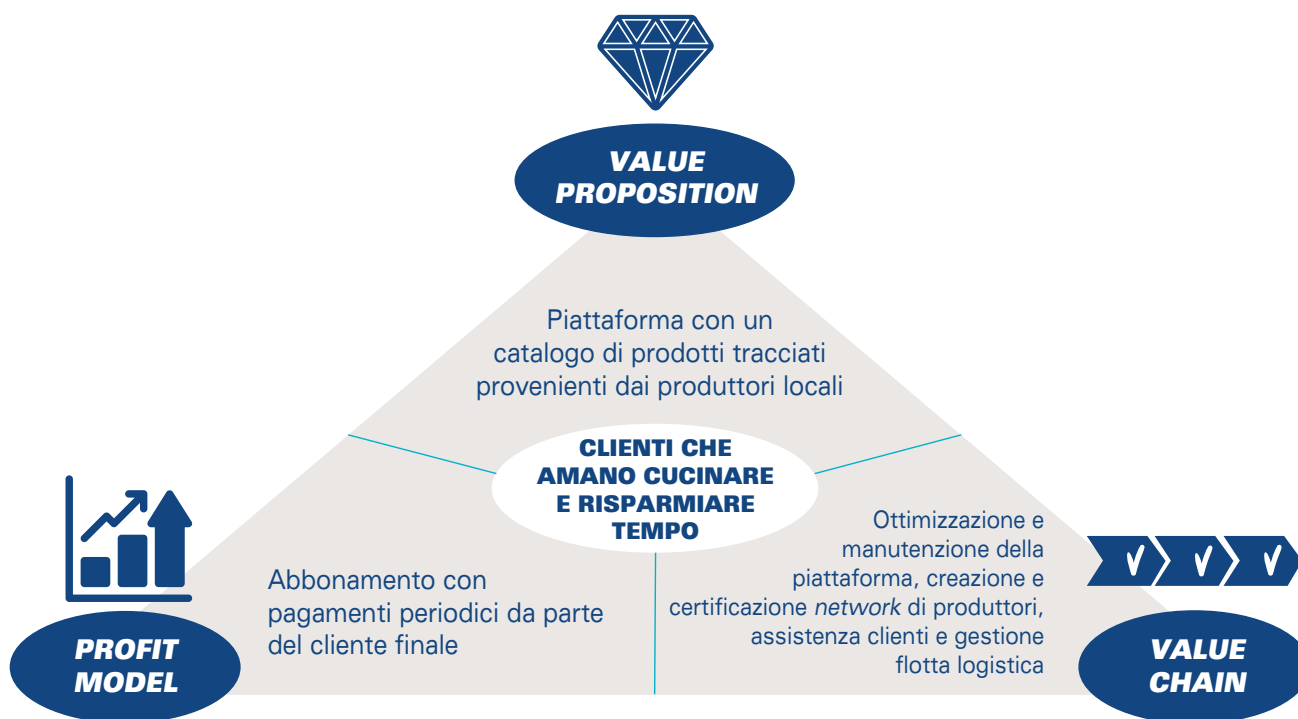 VALUE
PROPOSITION
Piattaforma con un
catalogo di prodotti tracciati
provenienti dai produttori locali
CLIENTI CHE
AMANO CUCINARE
E RISPARMIARE
TEMPO
Abbonamento con
pagamenti periodici da parte
del cliente finale
PROFIT
MODEL
Ottimizzazione e
manutenzione della
piattaforma, creazione e
certificazione network di produttori,
assistenza clienti e gestione
flotta logistica
VALUE
CHAIN